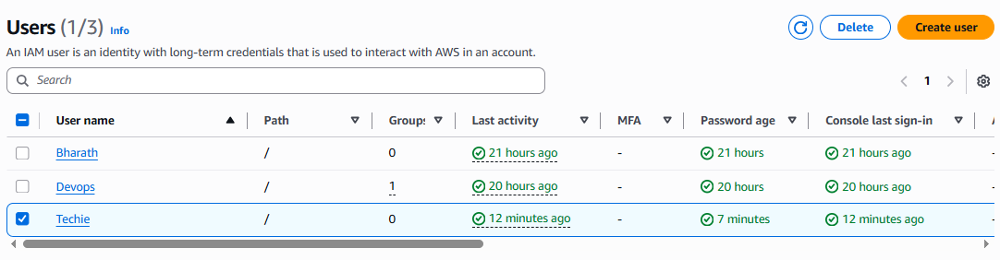 Users (1/3) Info
Delete
Create user
An IAM user is an identity with long-term credentials that is used to interact with AWS in an account.
Search
1
User name Path Groups Last activity MFA Password age Console last sign-in A
Bharath / 0 21 hours ago - 21 hours 21 hours ago -
Devops / 1 20 hours ago - 20 hours 20 hours ago -
Techie / 0 12 minutes ago - 7 minutes 12 minutes ago -